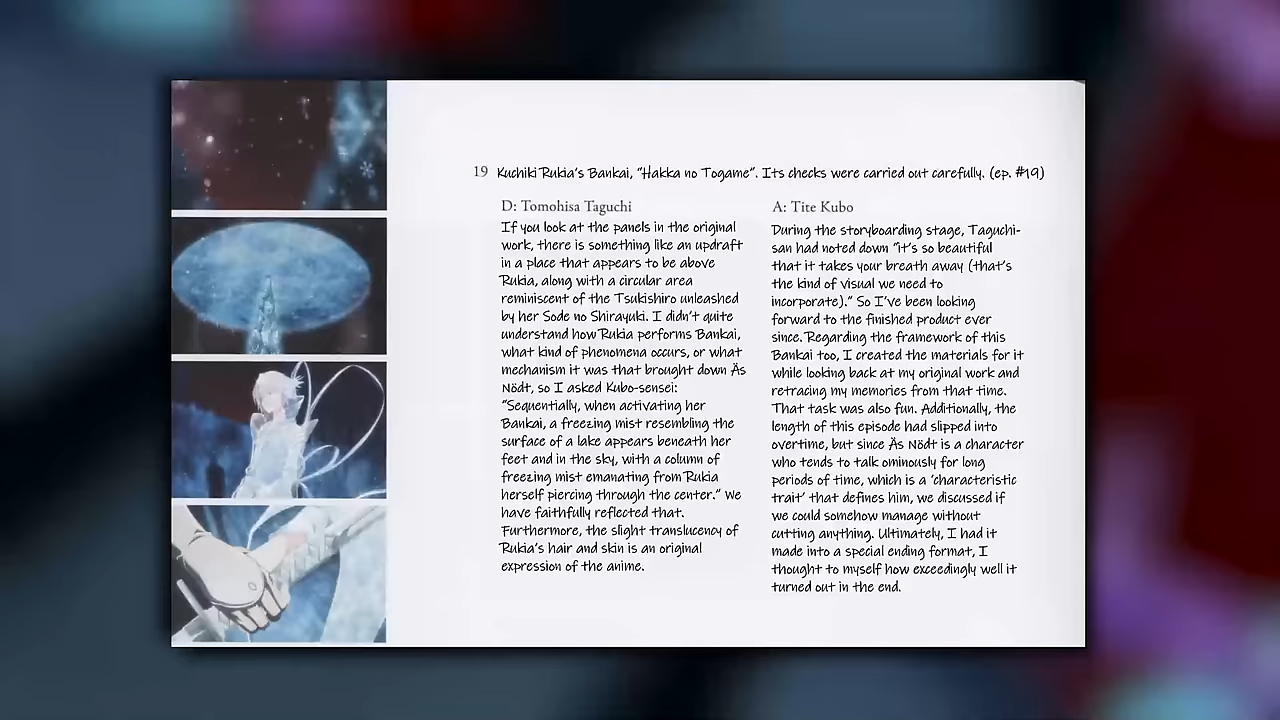 19 Kuchiki Rukia's Bankai, "Hakka no Togame". Its checks were carried out carefully. (ep. #19)
D: Tomohisa Taguchi
If you look at the panels in the original
work, there is something like an updraft
in a place that appears to be above
Rukia, along with a circular area
reminiscent of the Tsukishiro unleashed
by her Sode no Shirayuki. I didn't quite
understand how Rukia performs Bankai,
what kind of phenomena occurs, or what
mechanism it was that brought down Äs
Nödt, so I asked Kubo-sensei:
"Sequentially, when activating her
Bankai, a freezing mist resembling the
surface of a lake appears beneath her
feet and in the sky, with a column of
freezing mist emanating from Rukia
herself piercing through the center." We
have faithfully reflected that.
Furthermore, the slight translucency of
Rukia's hair and skin is an original
expression of the anime.
A: Tite Kubo
During the storyboarding stage, Taguchi-
san had noted down "it's so beautiful
that it takes your breath away (that's
the kind of visual we need to
incorporate)." So I've been looking
forward to the finished product ever
since. Regarding the framework of this
Bankai too, I created the materials for it
while looking back at my original work and
retracing my memories from that time.
That task was also fun. Additionally, the
length of this episode had slipped into
overtime, but since Äs Nödt is a character
who tends to talk ominously for long
periods of time, which is a 'characteristic
trait' that defines him, we discussed if
we could somehow manage without
cutting anything. Ultimately, I had it
made into a special ending format, I
thought to myself how exceedingly well it
turned out in the end.